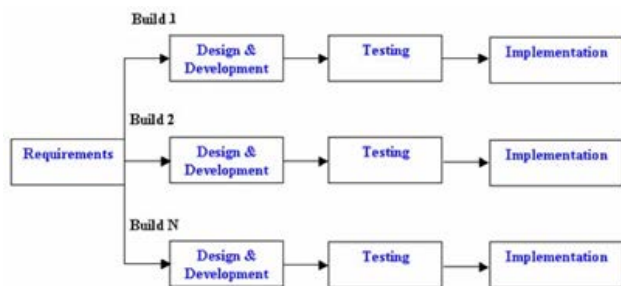 Build 1
Design &
Development
Testing
Implementation
Build 2
Requirements
Design &
Development
Testing
Implementation
Build N
Design &
Development
Testing
Implementation